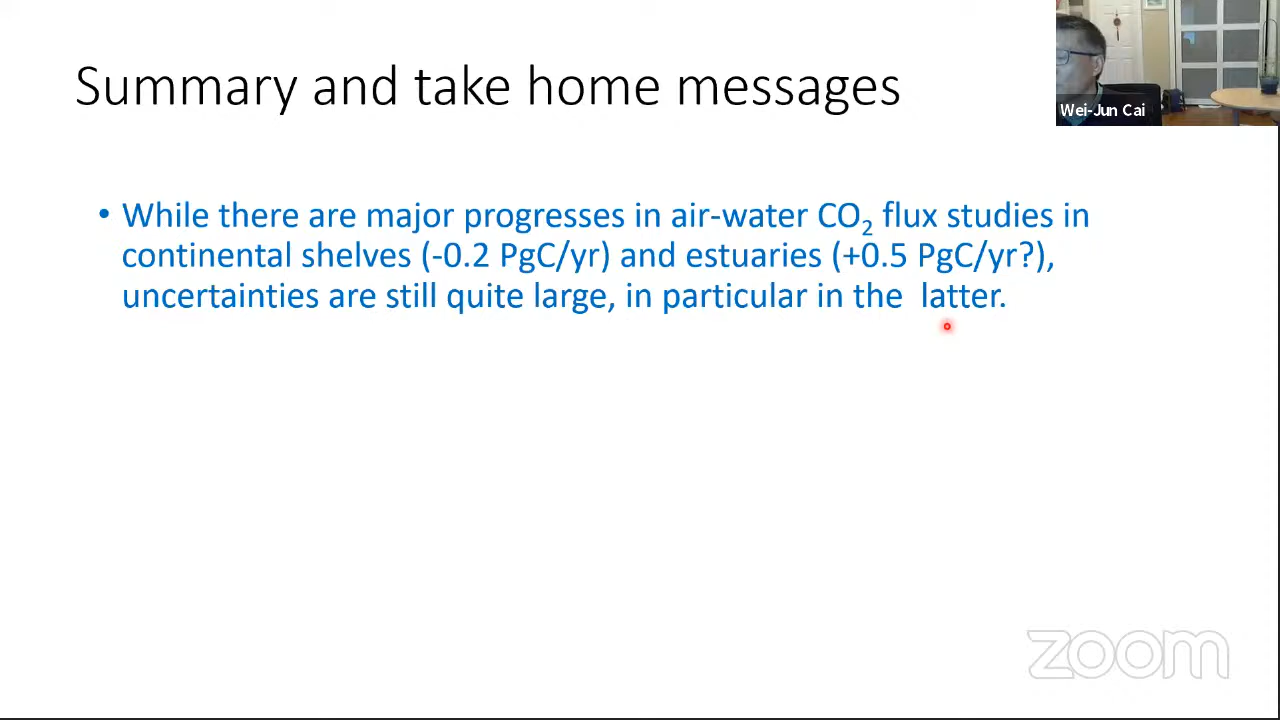 Summary and take home messages
Wei-Jun Cai
• While there are major progresses in air-water CO₂ flux studies in
continental shelves (-0.2 PgC/yr) and estuaries (+0.5 PgC/yr?),
uncertainties are still quite large, in particular in the  latter.
zoom